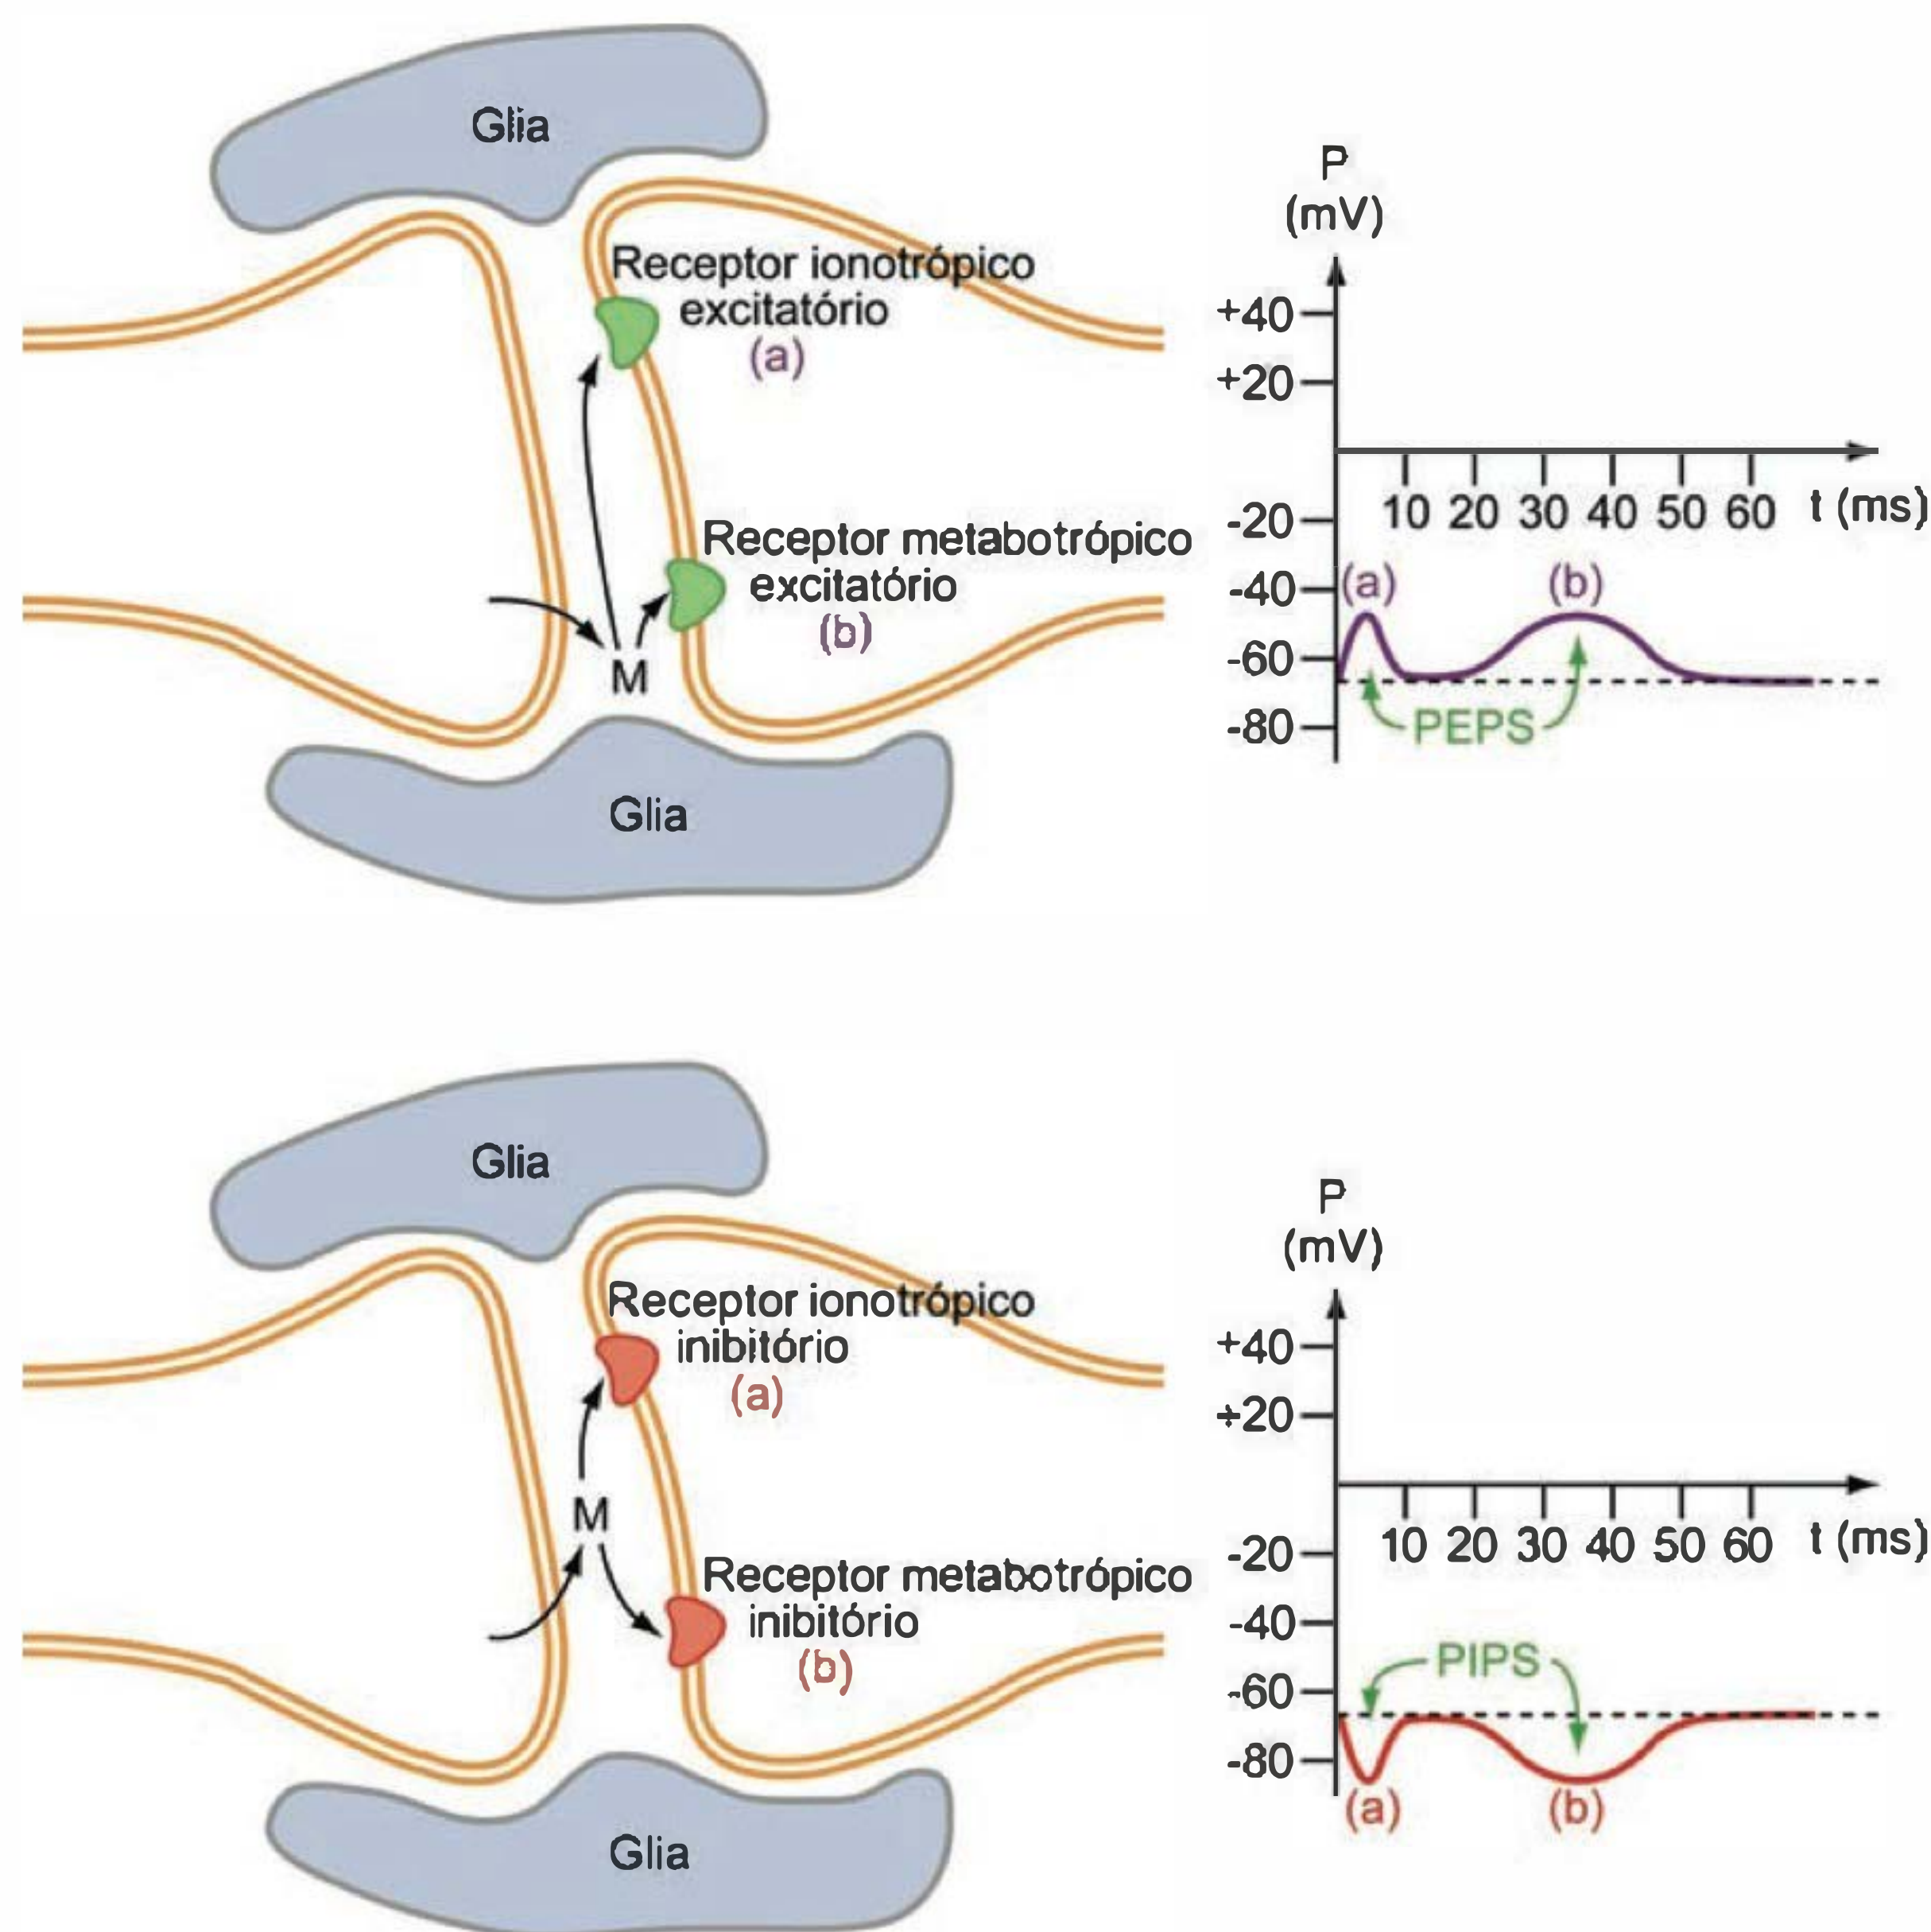 Glia
Receptor ionotrópico
excitatório
(a)
Receptor metabotrópico
excitatório
(b)
M
Glia
P
(mV)
+40
+20
-20
-40
-60
-80
10 20 30 40 50 60 t (ms)
(a) (b)
PEPS
Glia
Receptor ionotrópico
inibitório
(a)
M
Receptor metabotrópico
inibitório
(b)
Glia
P
(mV)
+40
+20
-20
-40
-60
-80
10 20 30 40 50 60 t (ms)
PIPS
(a) (b)